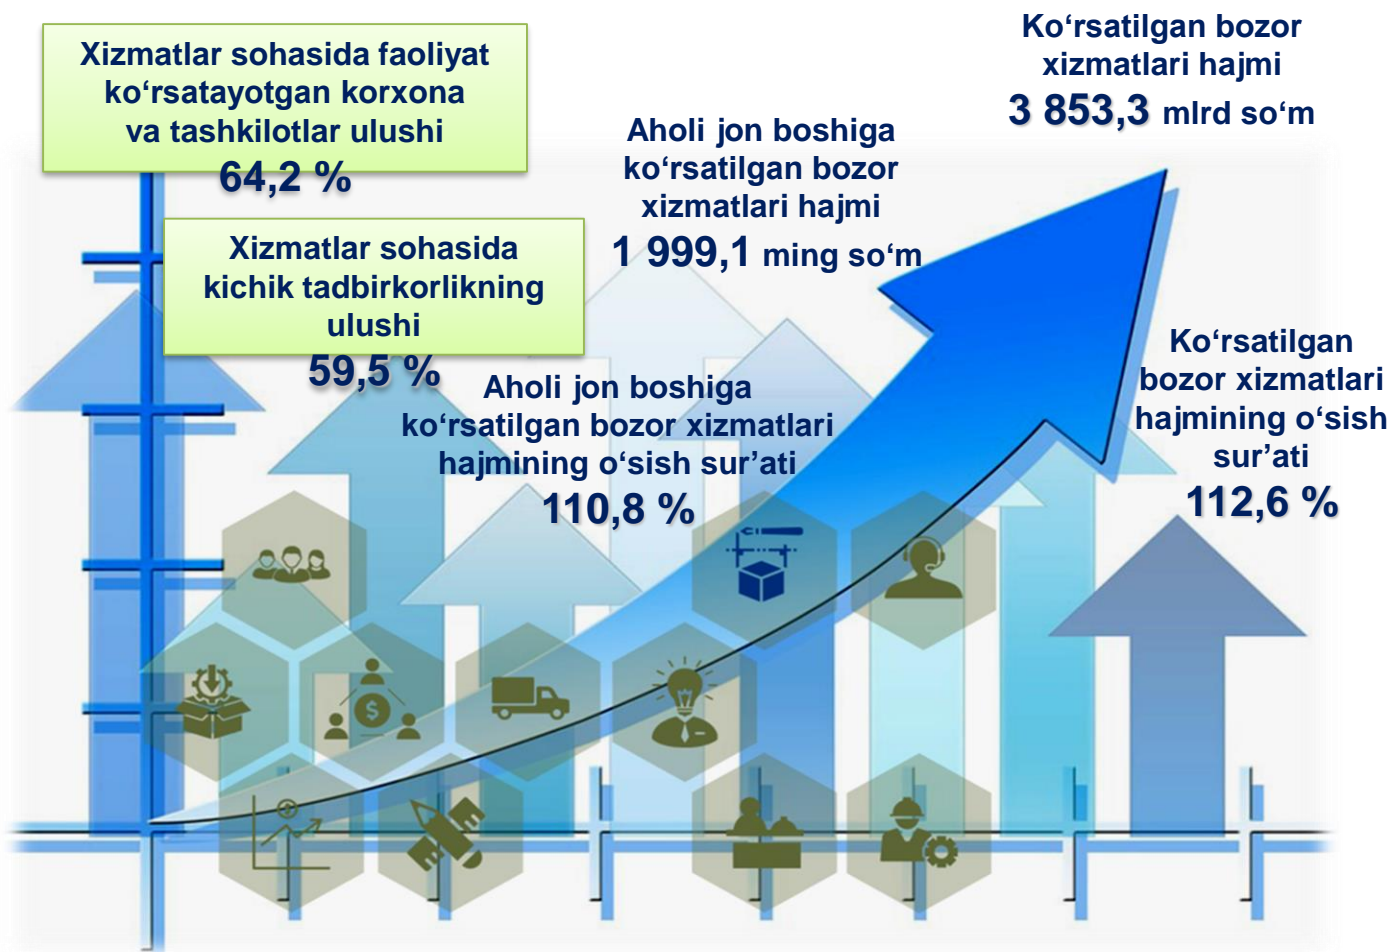 Xizmatlar sohasida faoliyat
ko‘rsatayotgan korxona
va tashkilotlar ulushi
64,2 %
Xizmatlar sohasida
kichik tadbirkorlikning
ulushi
59,5 %
Aholi jon boshiga
ko‘rsatilgan bozor
xizmatlari hajmi
1 999,1 ming so‘m
Ko‘rsatilgan bozor
xizmatlari hajmi
3 853,3 mlrd so‘m
Aholi jon boshiga
ko‘rsatilgan bozor xizmatlari
hajmining o‘sish sur’ati
110,8 %
Ko‘rsatilgan
bozor xizmatlari
hajmining o‘sish
sur’ati
112,6 %